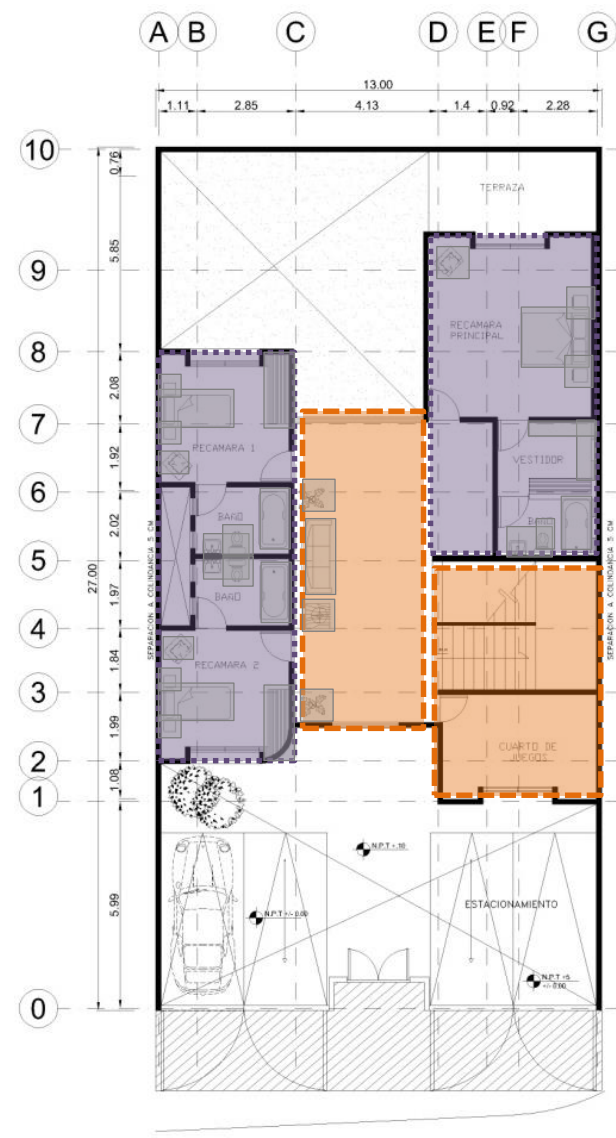 A B C D E F G
13.00
1.11 2.85 4.13 1.4 0.92 2.28
10
0.76
TERRAZA
5.85
9
RECAMARA
PRINCIPAL
8
2.08
7
1.92
RECAMARA 1
VESTIDOR
6
2.02
BAÑO
BAÑO
5
27.00
1.97
SEPARACION A COLINDANCIA 5 CM
SEPARACION A COLINDANCIA 5 CM
BAÑO
4
1.84
RECAMARA 2
3
1.99
CUARTO DE
JUEGOS
2
1.08
1
N.P.T +.10
5.99
ESTACIONAMIENTO
N.P.T +/- 0.00
N.P.T +5
+/- 0.00
0